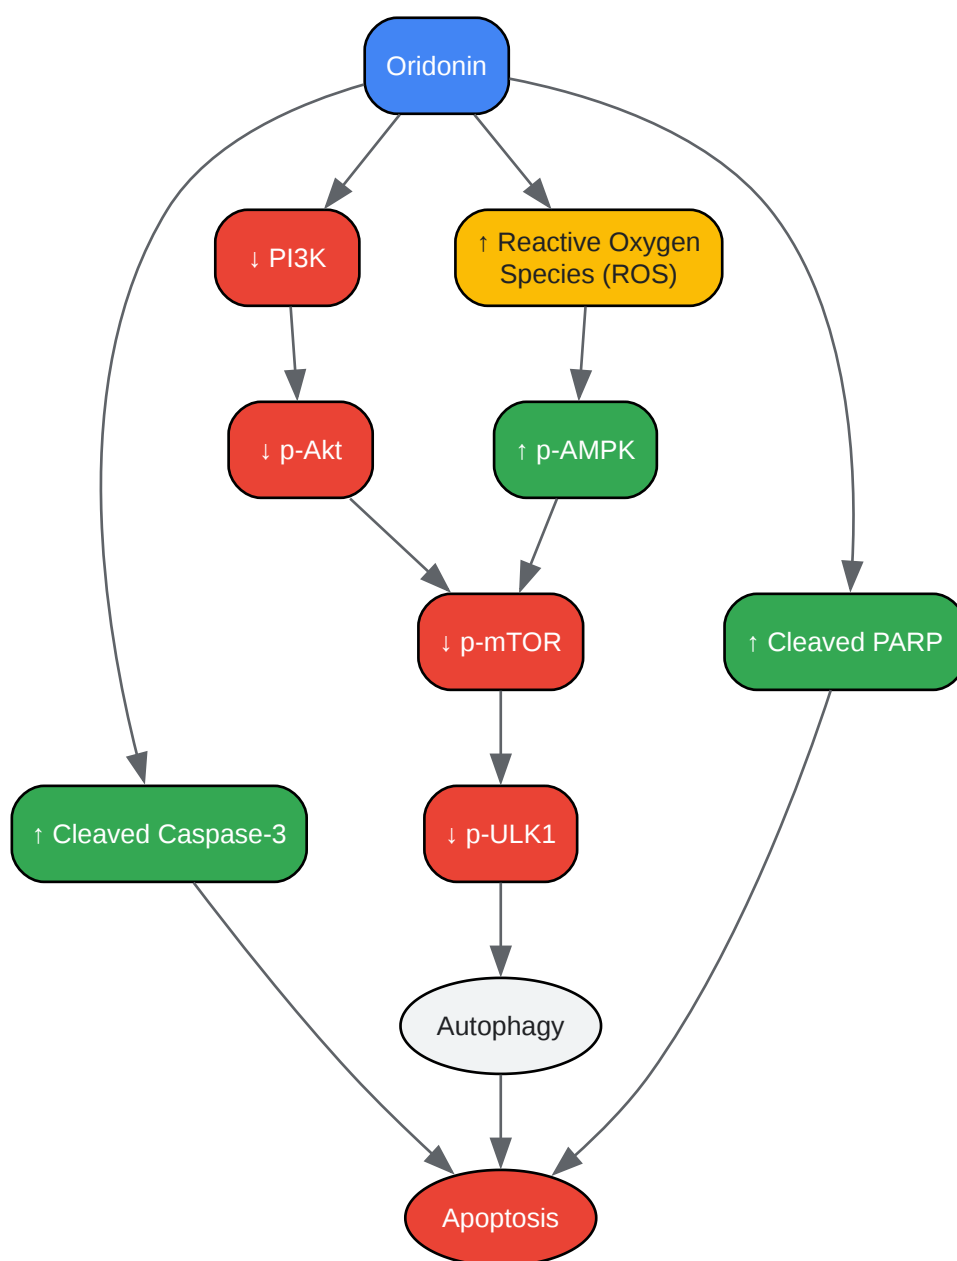 Oridonin
↓ PI3K
↑ Reactive Oxygen
Species (ROS)
↓ p-Akt
↑ p-AMPK
↓ p-mTOR
↑ Cleaved PARP
↑ Cleaved Caspase-3
↓ p-ULK1
Autophagy
Apoptosis